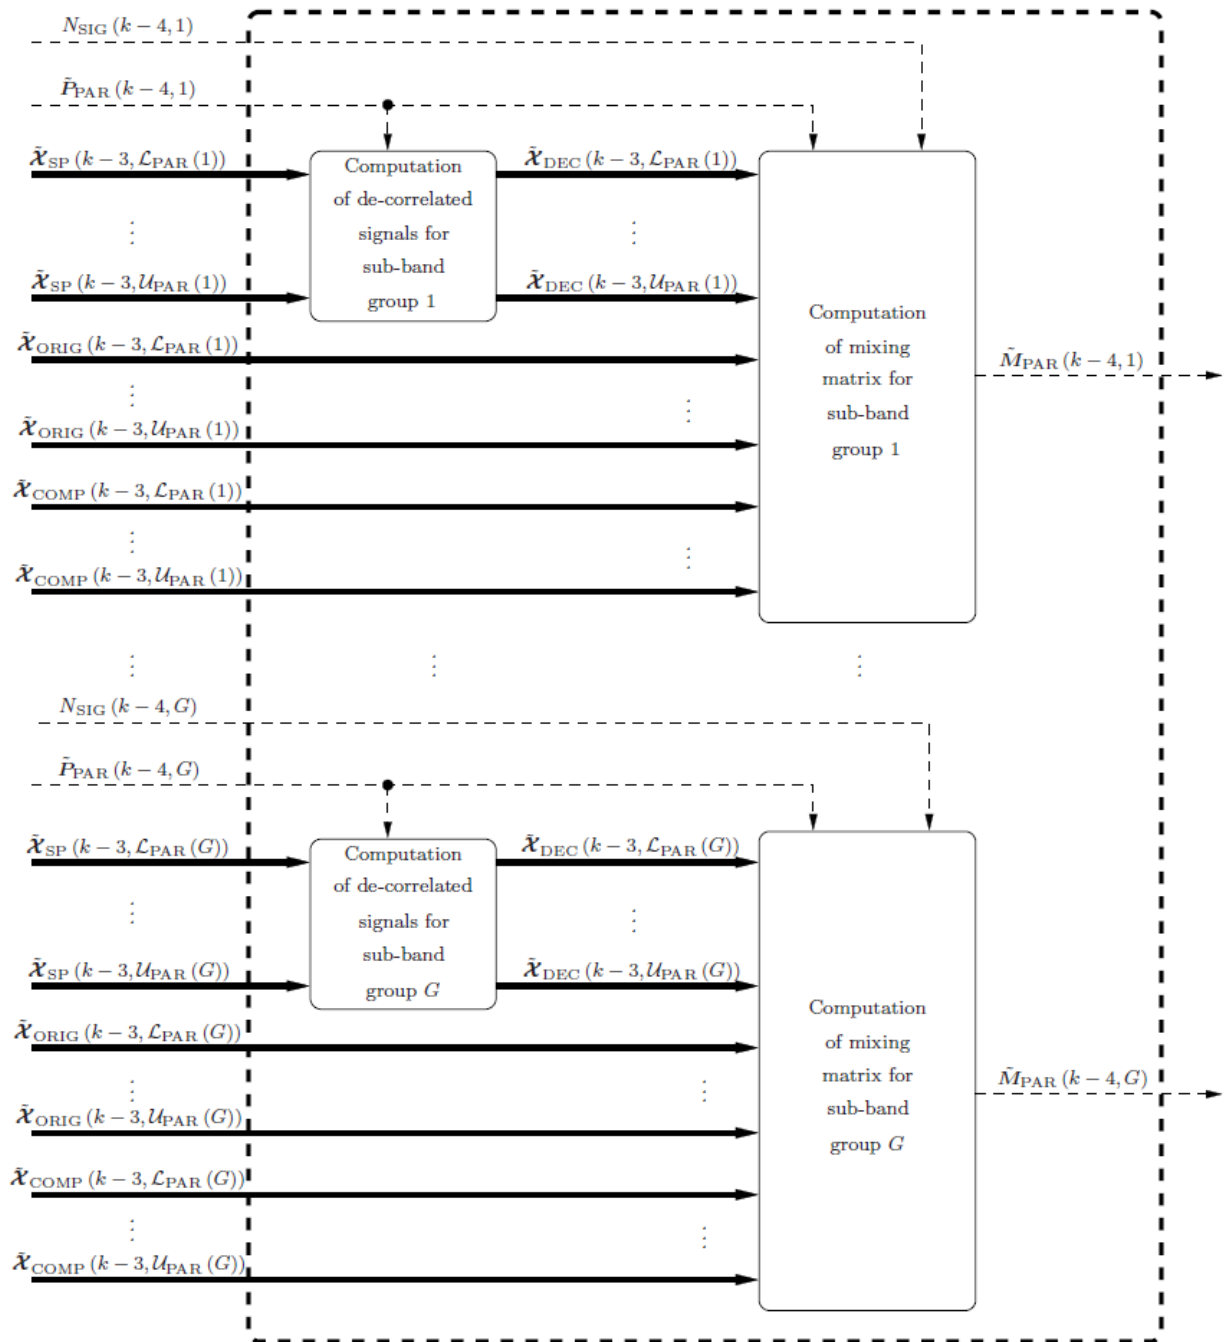 N_SIG (k − 4, 1)
P̃_PAR (k − 4, 1)
X̃_SP (k − 3, L_PAR (1))
X̃_DEC (k − 3, L_PAR (1))
Computation
of de-correlated
signals for
sub-band
group 1
⋮
⋮
X̃_SP (k − 3, U_PAR (1))
X̃_DEC (k − 3, U_PAR (1))
X̃_ORIG (k − 3, L_PAR (1))
⋮
⋮
X̃_ORIG (k − 3, U_PAR (1))
X̃_COMP (k − 3, L_PAR (1))
⋮
⋮
X̃_COMP (k − 3, U_PAR (1))
Computation
of mixing
matrix for
sub-band
group 1
M̃_PAR (k − 4, 1)
⋮
⋮
⋮
N_SIG (k − 4, G)
P̃_PAR (k − 4, G)
X̃_SP (k − 3, L_PAR (G))
X̃_DEC (k − 3, L_PAR (G))
Computation
of de-correlated
signals for
sub-band
group G
⋮
⋮
X̃_SP (k − 3, U_PAR (G))
X̃_DEC (k − 3, U_PAR (G))
X̃_ORIG (k − 3, L_PAR (G))
⋮
⋮
X̃_ORIG (k − 3, U_PAR (G))
X̃_COMP (k − 3, L_PAR (G))
⋮
⋮
X̃_COMP (k − 3, U_PAR (G))
Computation
of mixing
matrix for
sub-band
group G
M̃_PAR (k − 4, G)